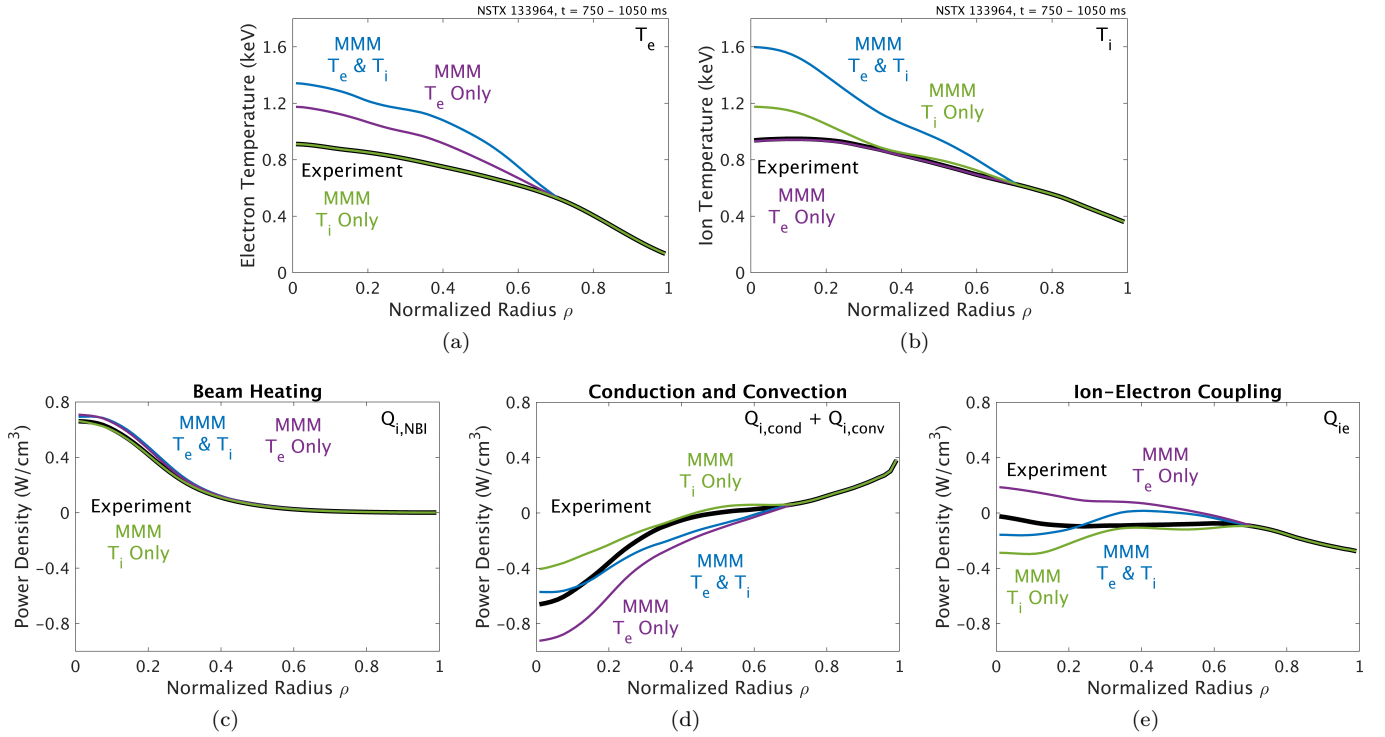 NSTX 133964, t = 750 – 1050 ms
Electron Temperature (keV)
1.6
1.2
0.8
0.4
0
T_e
MMM
T_e & T_i
MMM
T_e Only
Experiment
MMM
T_i Only
0 0.2 0.4 0.6 0.8 1
Normalized Radius ρ
(a)
NSTX 133964, t = 750 – 1050 ms
Ion Temperature (keV)
1.6
1.2
0.8
0.4
0
T_i
MMM
T_e & T_i
MMM
T_i Only
Experiment
MMM
T_e Only
0 0.2 0.4 0.6 0.8 1
Normalized Radius ρ
(b)
Beam Heating
Power Density (W/cm³)
0.8
0.4
0
−0.4
−0.8
Q_i,NBI
MMM
T_e & T_i
MMM
T_e Only
Experiment
MMM
T_i Only
0 0.2 0.4 0.6 0.8 1
Normalized Radius ρ
(c)
Conduction and Convection
Power Density (W/cm³)
0.8
0.4
0
−0.4
−0.8
Q_i,cond + Q_i,conv
MMM
T_i Only
Experiment
MMM
T_e & T_i
MMM
T_e Only
0 0.2 0.4 0.6 0.8 1
Normalized Radius ρ
(d)
Ion-Electron Coupling
Power Density (W/cm³)
0.8
0.4
0
−0.4
−0.8
Q_ie
Experiment
MMM
T_e Only
MMM
T_e & T_i
MMM
T_i Only
0 0.2 0.4 0.6 0.8 1
Normalized Radius ρ
(e)